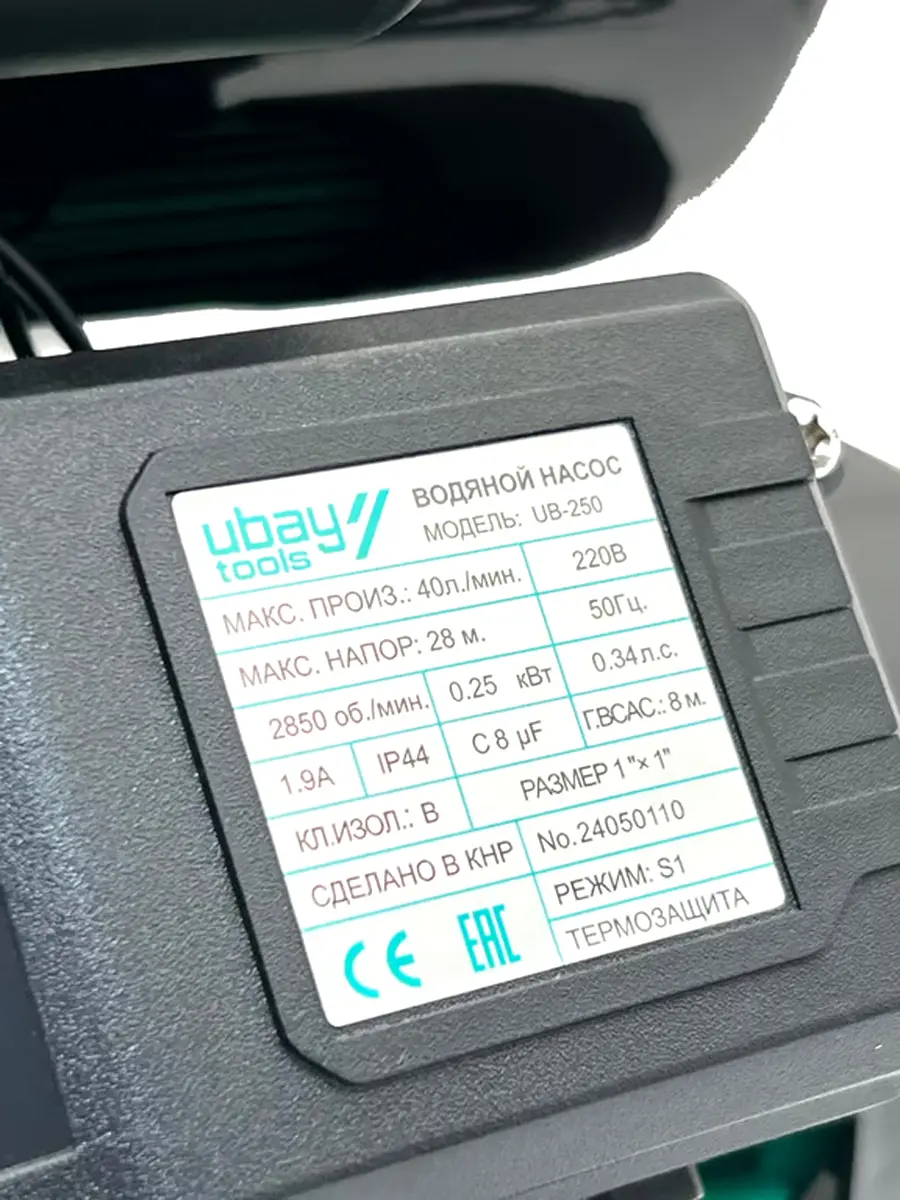 ubay tools
ВОДЯНОЙ НАСОС
МОДЕЛЬ: UB-250
МАКС. ПРОИЗ.: 40л./мин. 220В
МАКС. НАПОР: 28 м. 50Гц.
2850 об./мин. 0.25 кВт 0.34л.с.
1.9А IP44 C 8 µF Г.ВСАС.: 8 м.
КЛ.ИЗОЛ.: В РАЗМЕР 1"× 1"
СДЕЛАНО В КНР No.24050110
РЕЖИМ: S1
CE EAC ТЕРМОЗАЩИТА